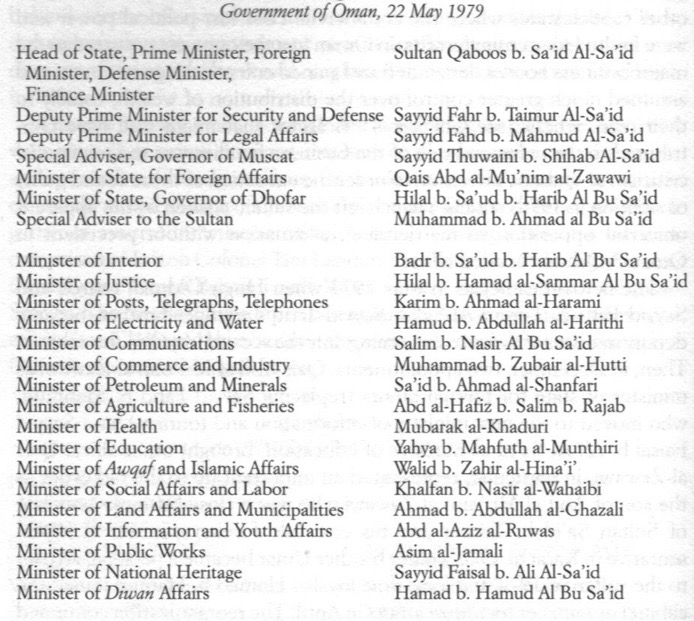 Government of Oman, 22 May 1979
Head of State, Prime Minister, Foreign Sultan Qaboos b. Sa'id Al-Sa'id
Minister, Defense Minister,
Finance Minister
Deputy Prime Minister for Security and Defense Sayyid Fahr b. Taimur Al-Sa'id
Deputy Prime Minister for Legal Affairs Sayyid Fahd b. Mahmud Al-Sa'id
Special Adviser, Governor of Muscat Sayyid Thuwaini b. Shihab Al-Sa'id
Minister of State for Foreign Affairs Qais Abd al-Mu'nim al-Zawawi
Minister of State, Governor of Dhofar Hilal b. Sa'ud b. Harib Al Bu Sa'id
Special Advisor to the Sultan Muhammad b. Ahmad Al Bu Sa'id
Minister of Interior Badr b. Sa'ud b. Harib Al Bu Sa'id
Minister of Justice Hilal b. Hamad al-Sammar Al Bu Sa'id
Minister of Posts, Telegraphs, Telephones Karim b. Ahmad al-Harami
Minister of Electricity and Water Hamud b. Abdullah al-Harithi
Minister of Communications Salim b. Nasir Al Bu Sa'id
Minister of Commerce and Industry Muhammad b. Zubair al-Hutti
Minister of Petroleum and Minerals Sa'id b. Ahmad al-Shanfari
Minister of Agriculture and Fisheries Abd al-Hafiz b. Salim b. Rajab
Minister of Health Mubarak al-Khaduri
Minister of Education Yahya b. Mahfuth al-Munthiri
Minister of Awqaf and Islamic Affairs Walid b. Zahir al-Hina'i
Minister of Social Affairs and Labor Khalfan b. Nasir al-Wahaibi
Minister of Land Affairs and Municipalities Ahmad b. Abdullah al-Ghazali
Minister of Information and Youth Affairs Abd al-Aziz al-Ruwas
Minister of Public Works Asim al-Jamali
Minister of National Heritage Sayyid Faisal b. Ali Al-Sa'id
Minister of Diwan Affairs Hamad b. Hamud Al Bu Sa'id